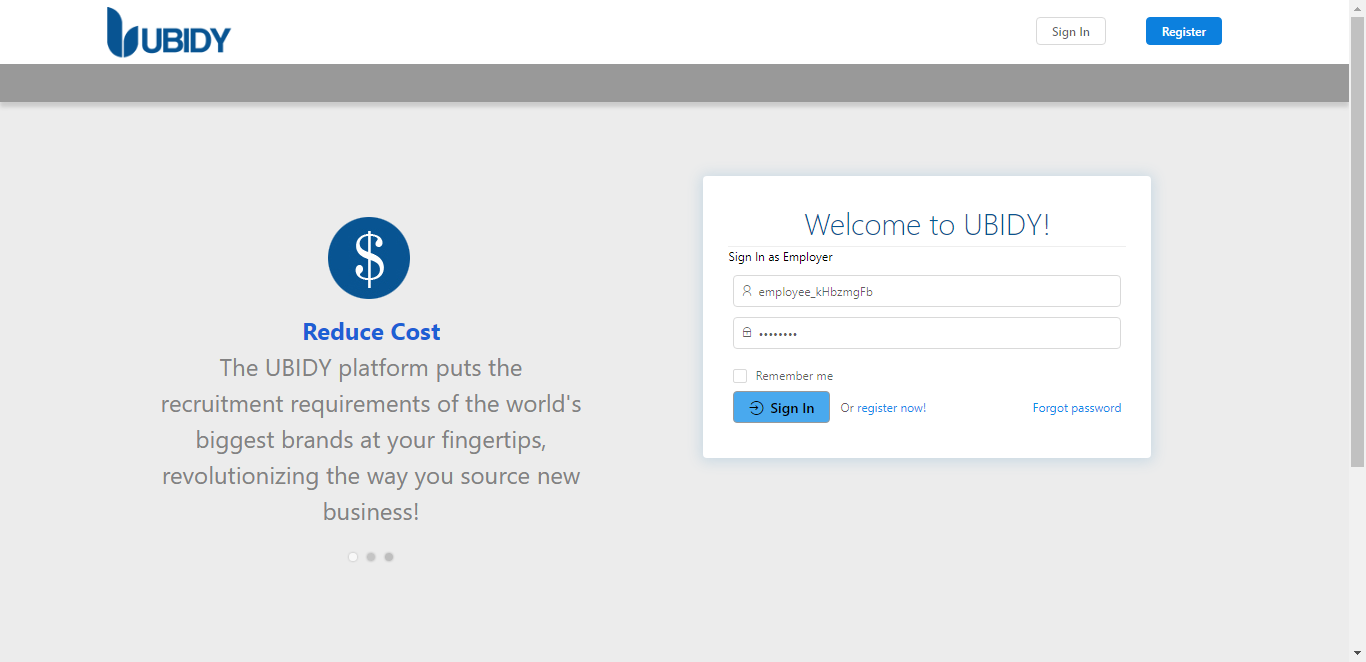 UBIDY
Sign In
Register
$
Reduce Cost
The UBIDY platform puts the
recruitment requirements of the world's
biggest brands at your fingertips,
revolutionizing the way you source new
business!
Welcome to UBIDY!
Sign In as Employer
employee_kHbzmgFb
••••••••
Remember me
Sign In
Or register now!
Forgot password